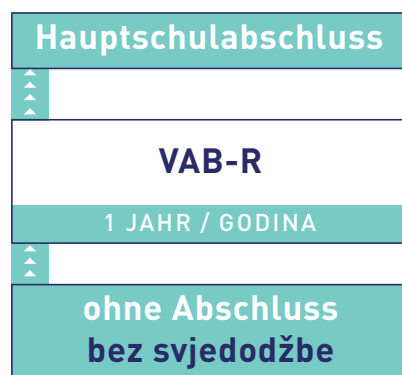 Hauptschulabschluss
VAB-R
1 JAHR / GODINA
ohne Abschluss
bez svjedodžbe